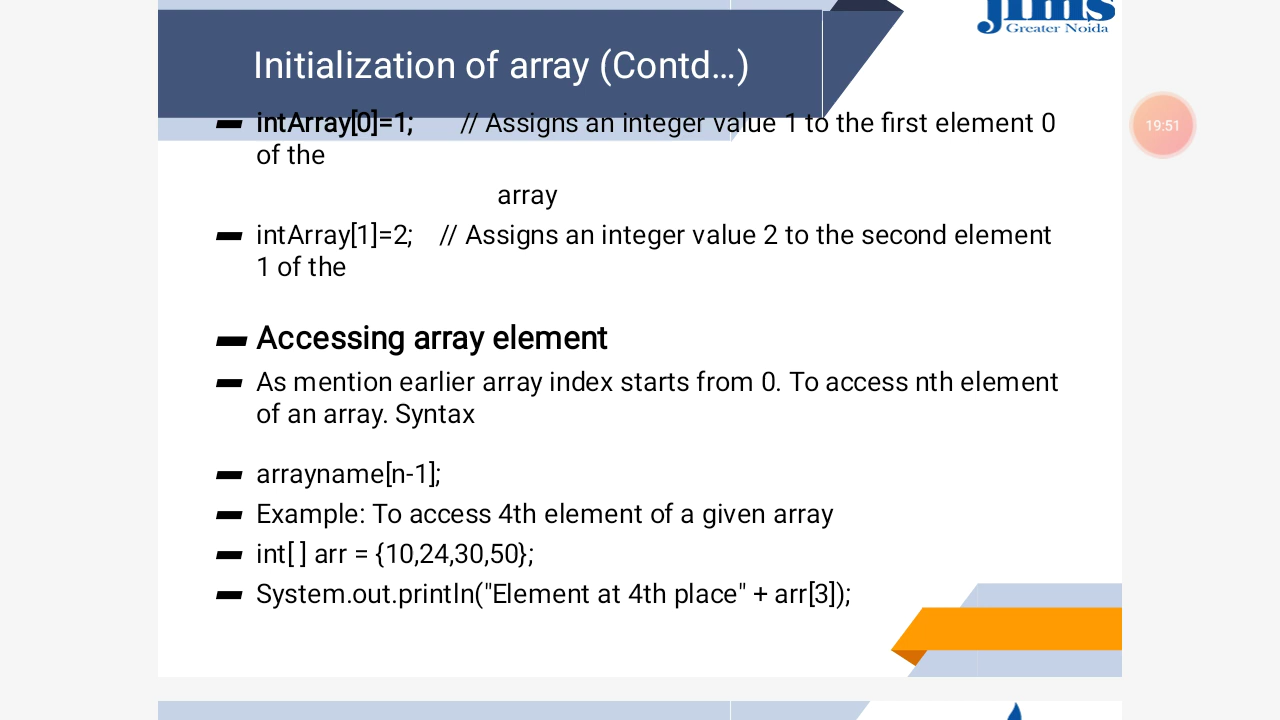 jims
Greater Noida
Initialization of array (Contd...)
intArray[0]=1; // Assigns an integer value 1 to the first element 0
of the
array
intArray[1]=2; // Assigns an integer value 2 to the second element
1 of the
19:51
Accessing array element
As mention earlier array index starts from 0. To access nth element
of an array. Syntax
arrayname[n-1];
Example: To access 4th element of a given array
int[ ] arr = {10,24,30,50};
System.out.println("Element at 4th place" + arr[3]);